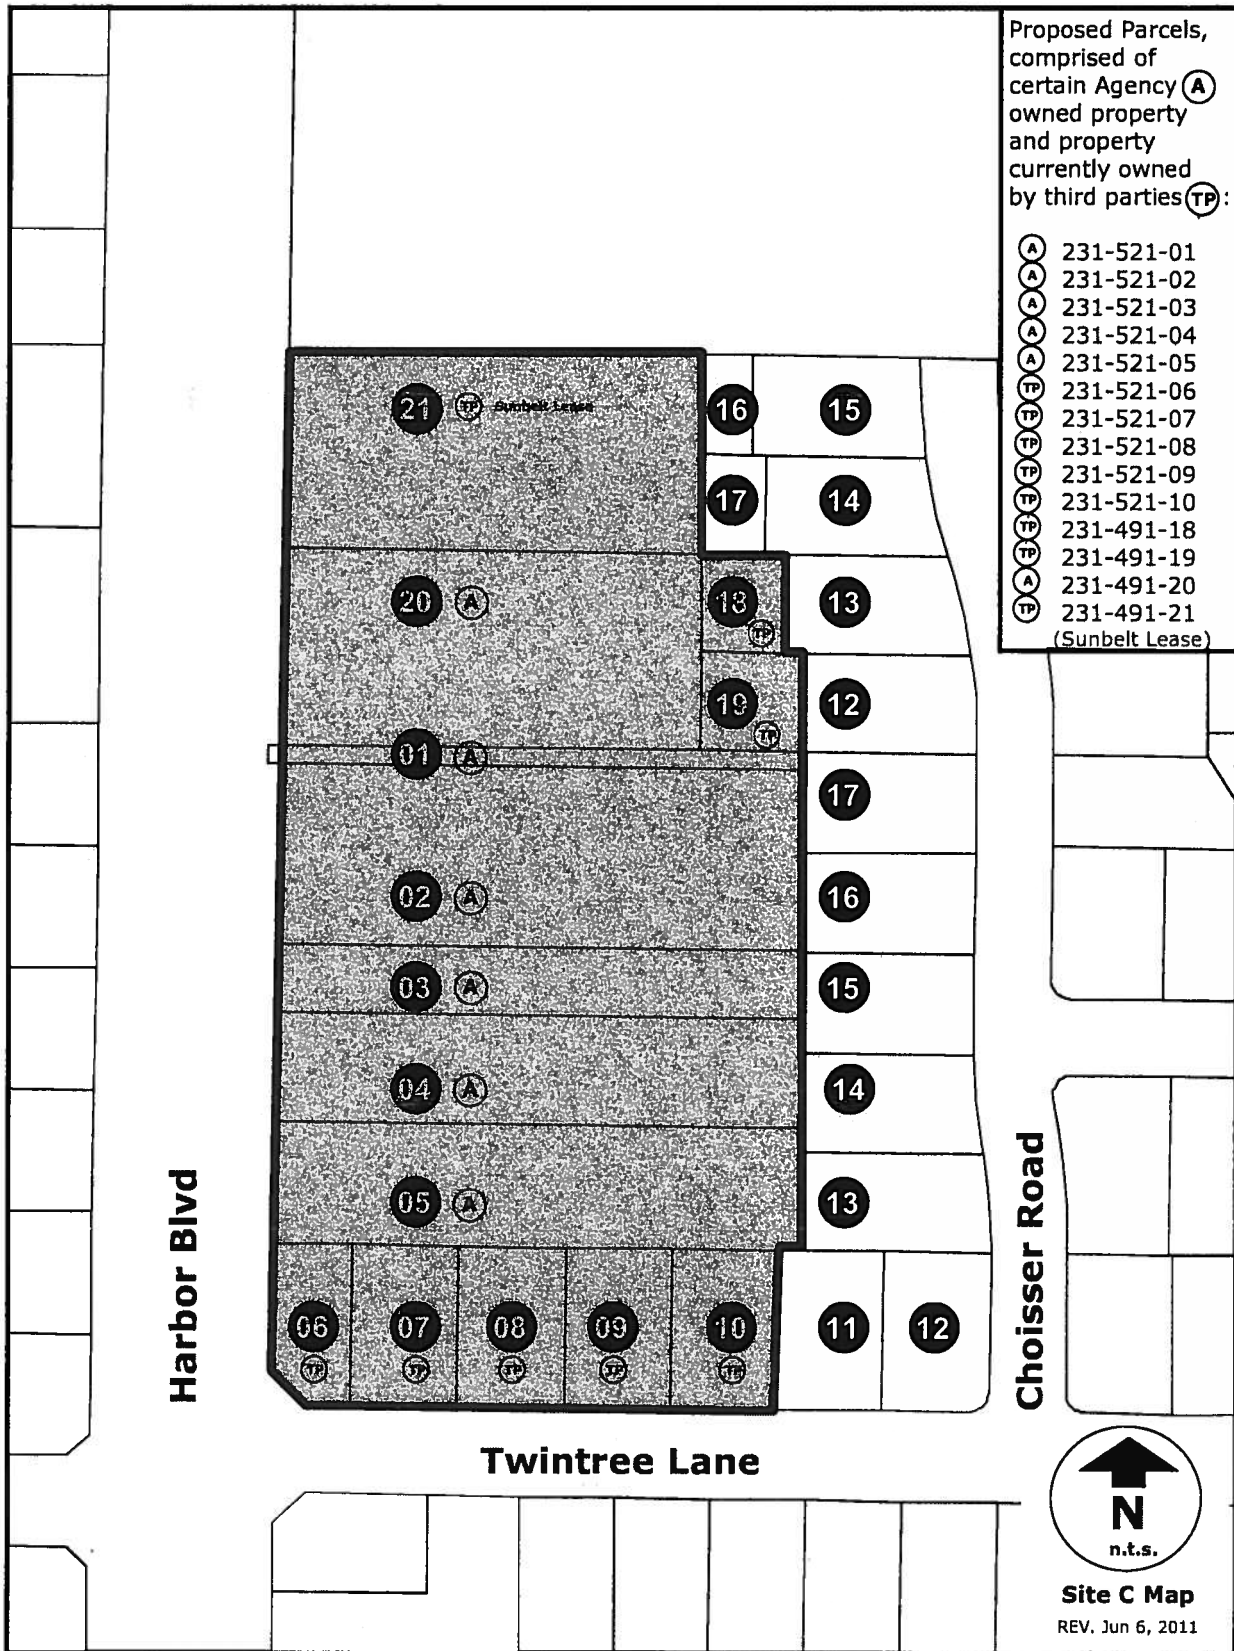 Proposed Parcels,
comprised of
certain Agency A
owned property
and property
currently owned
by third parties TP :
A 231-521-01
A 231-521-02
A 231-521-03
A 231-521-04
A 231-521-05
TP 231-521-06
TP 231-521-07
TP 231-521-08
TP 231-521-09
TP 231-521-10
TP 231-491-18
TP 231-491-19
A 231-491-20
TP 231-491-21
(Sunbelt Lease)
21 TP Sunbelt Lease
16 15
17 14
20 A
18 TP
13
19 TP
12
01 A
17
02 A
16
03 A
15
04 A
14
05 A
13
06 07 08 09 10 11 12
TP TP TP TP TP
Harbor Blvd
Choisser Road
Twintree Lane
N
n.t.s.
Site C Map
REV. Jun 6, 2011